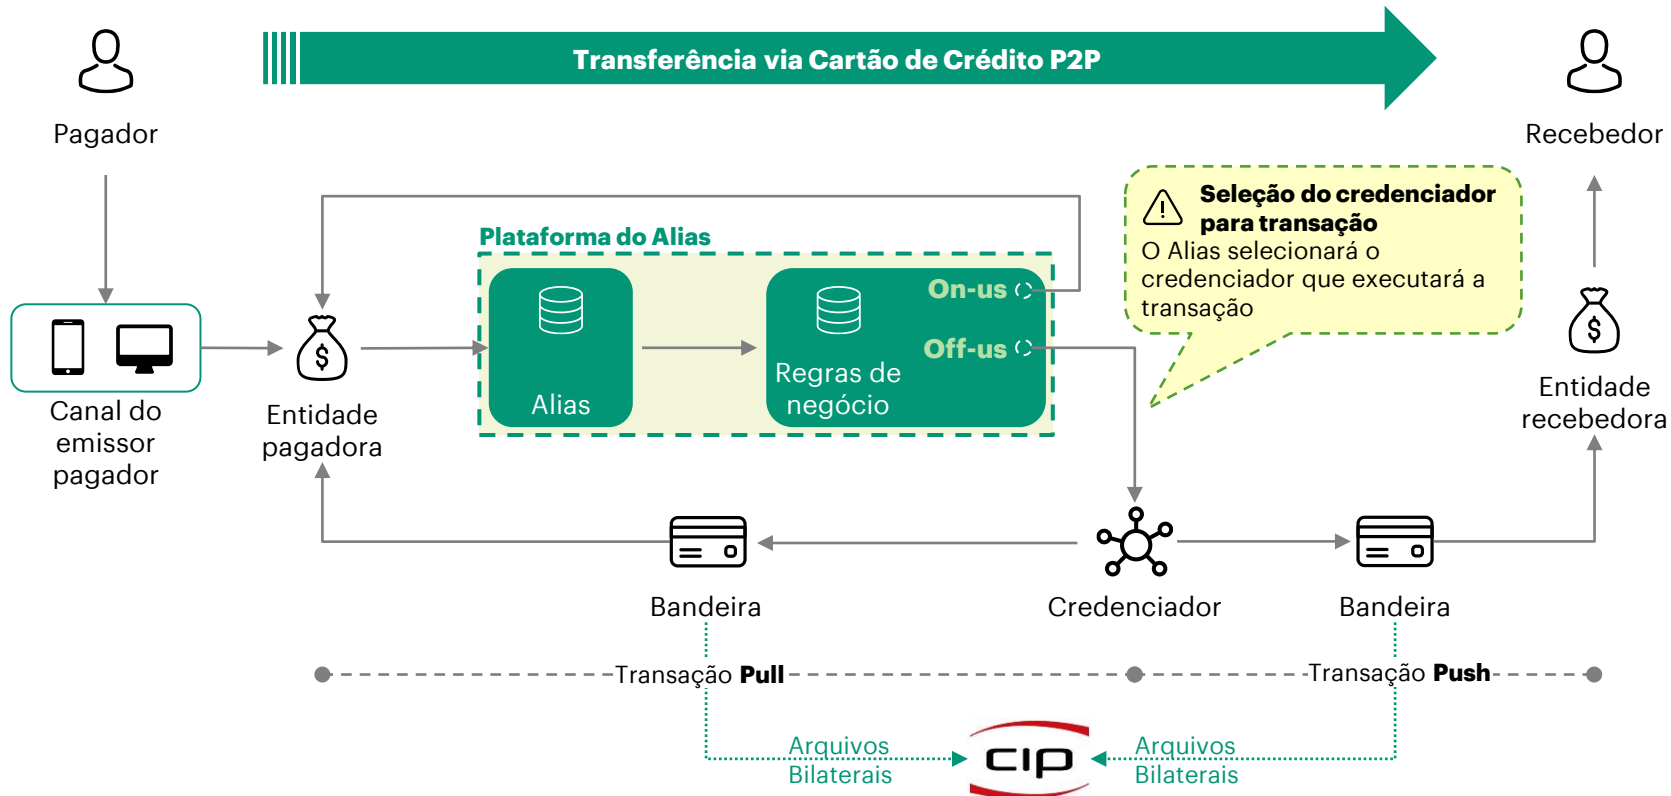 Transferência via Cartão de Crédito P2P
Pagador
Recebedor
Seleção do credenciador
para transação
O Alias selecionará o
credenciador que executará a
transação
Plataforma do Alias
On-us
Off-us
$
$
Alias
Regras de
negócio
Canal do
emissor
pagador
Entidade
pagadora
Entidade
recebedora
Bandeira
Credenciador
Bandeira
Transação Pull
Transação Push
Arquivos
Bilaterais
CIP
Arquivos
Bilaterais